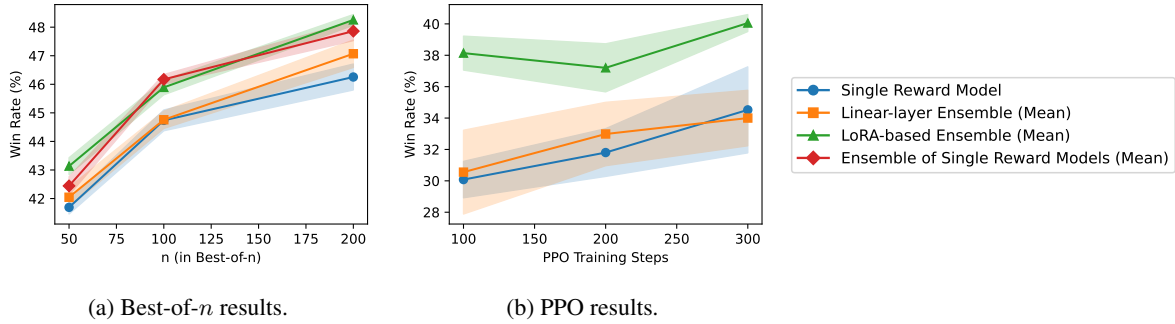 48
47
46
45
44
43
42
Win Rate (%)
50 75 100 125 150 175 200
n (in Best-of-n)
(a) Best-of-n results.
40
38
36
34
32
30
28
Win Rate (%)
100 150 200 250 300
PPO Training Steps
(b) PPO results.
Single Reward Model
Linear-layer Ensemble (Mean)
LoRA-based Ensemble (Mean)
Ensemble of Single Reward Models (Mean)